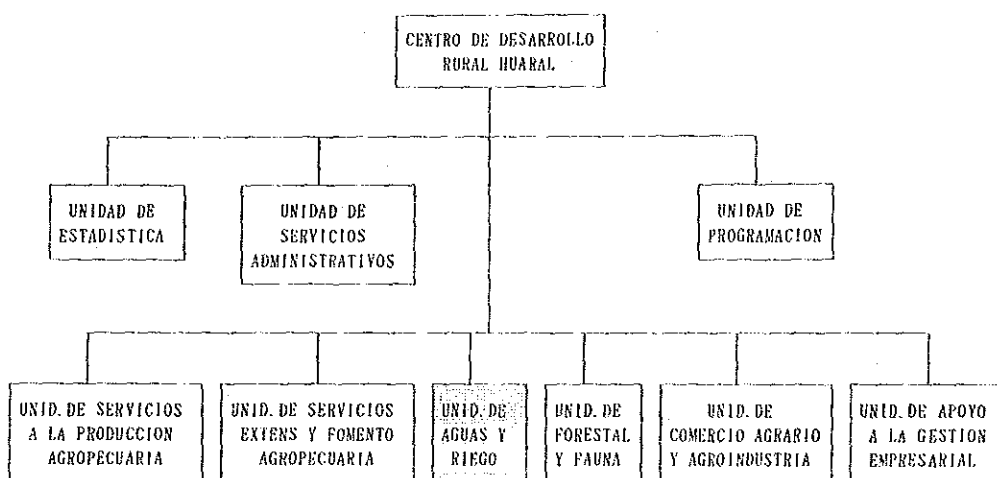 CENTRO DE DESARROLLO
RURAL HUARAL
UNIDAD DE
ESTADISTICA
UNIDAD DE
SERVICIOS
ADMINISTRATIVOS
UNIDAD DE
PROGRAMACION
UNID. DE SERVICIOS
A LA PRODUCCION
AGROPECUARIA
UNID. DE SERVICIOS
EXTENS Y FOMENTO
AGROPECUARIA
UNID. DE
AGUAS Y
RIEGO
UNID. DE
FORESTAL
Y FAUNA
UNID. DE
COMERCIO AGRARIO
Y AGROINDUSTRIA
UNID. DE APOYO
A LA GESTION
EMPRESARIAL